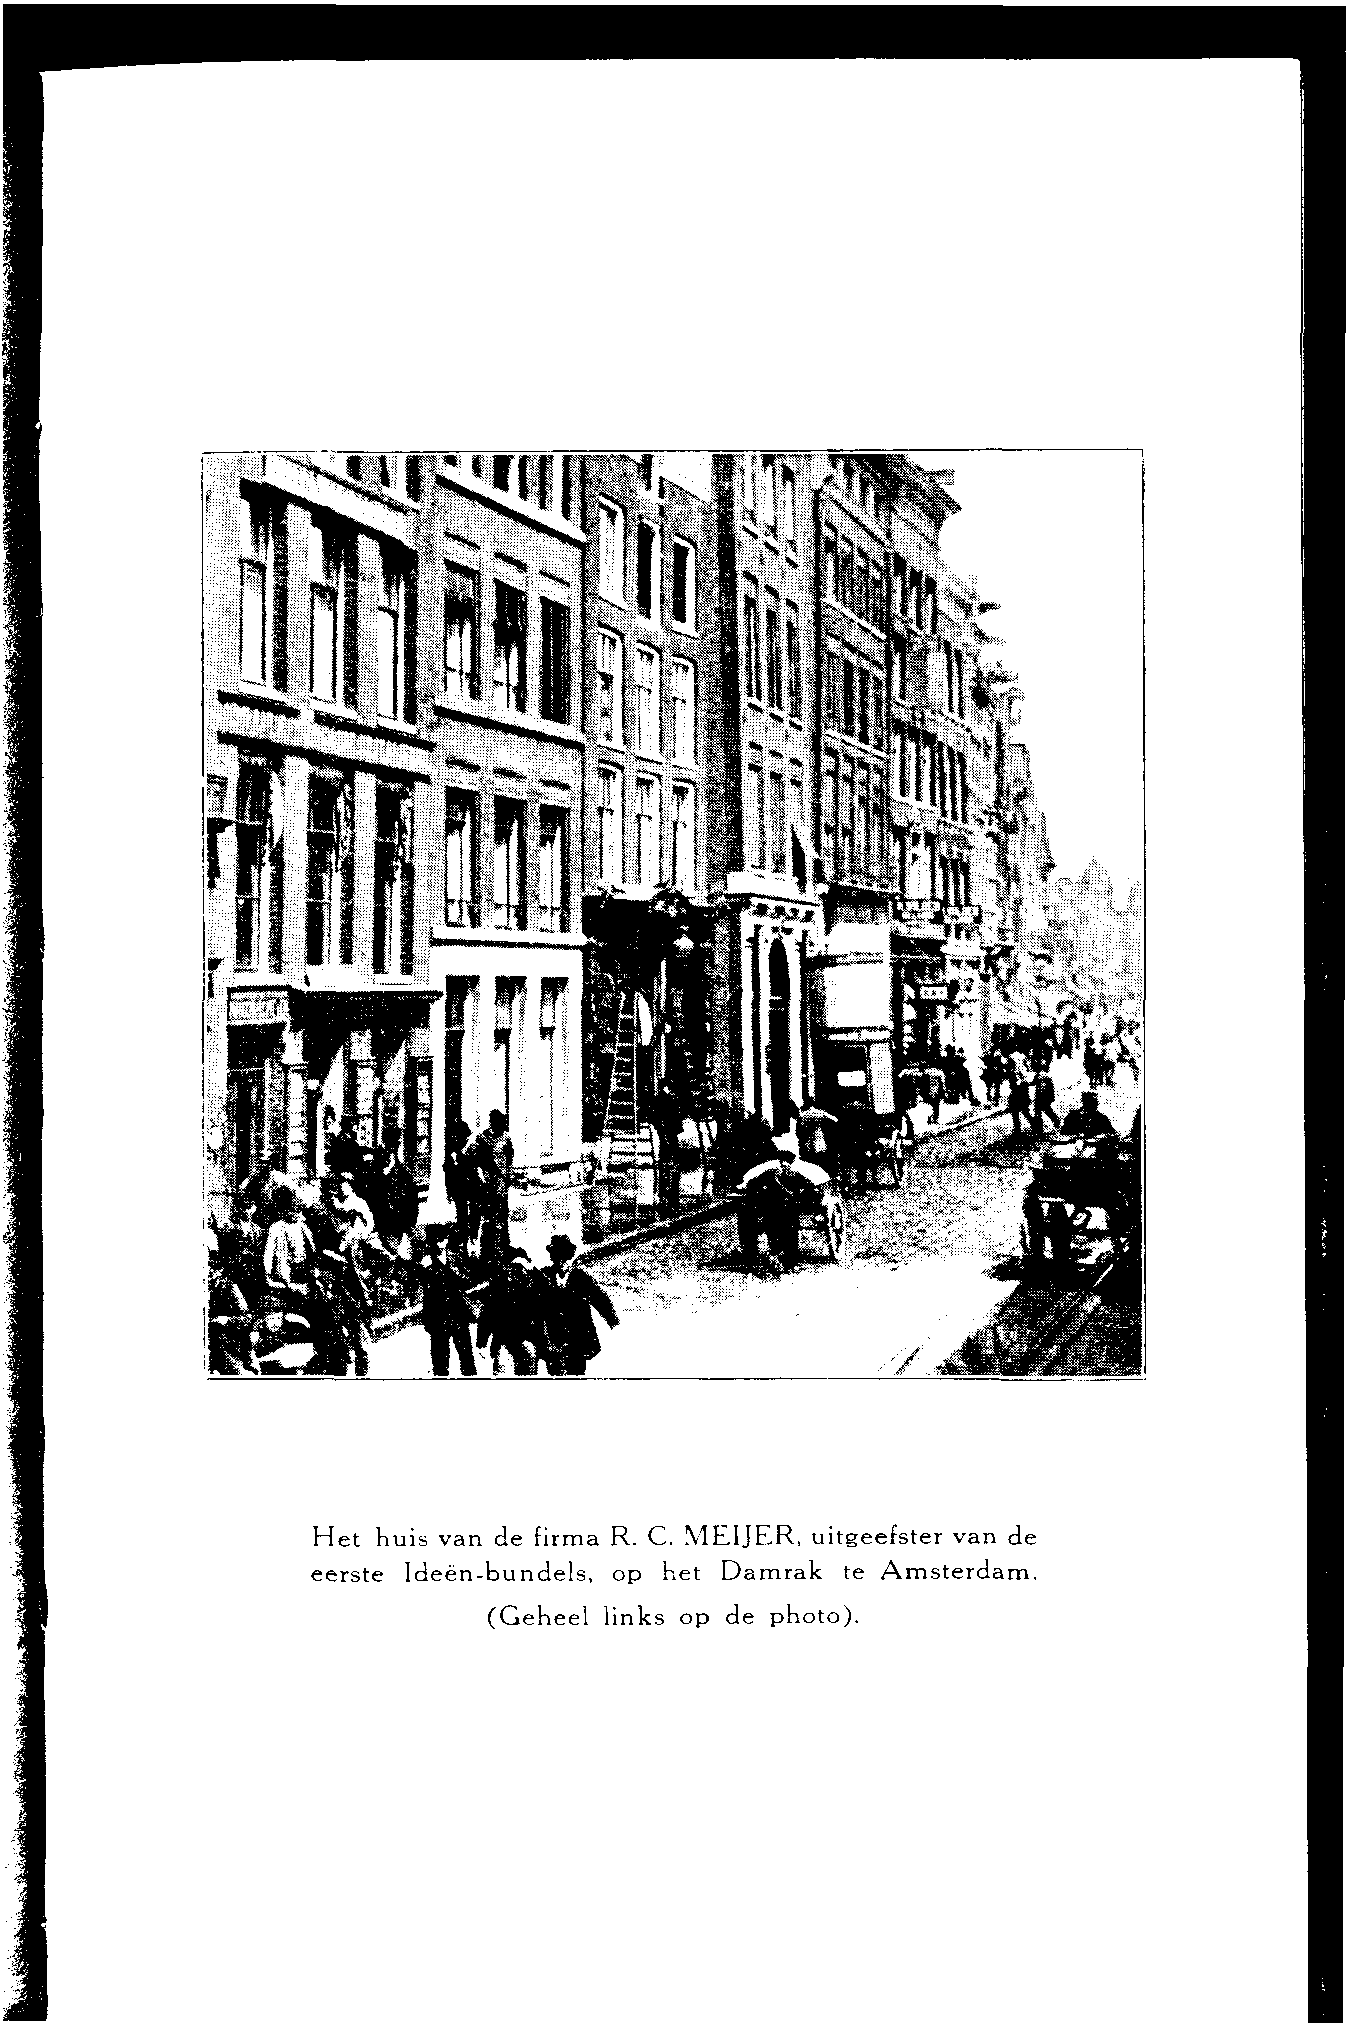 Het huis van de firma R. C. MEIJER, uitgeefster van de
eerste Ideën-bundels, op het Damrak te Amsterdam.
(Geheel links op de photo).